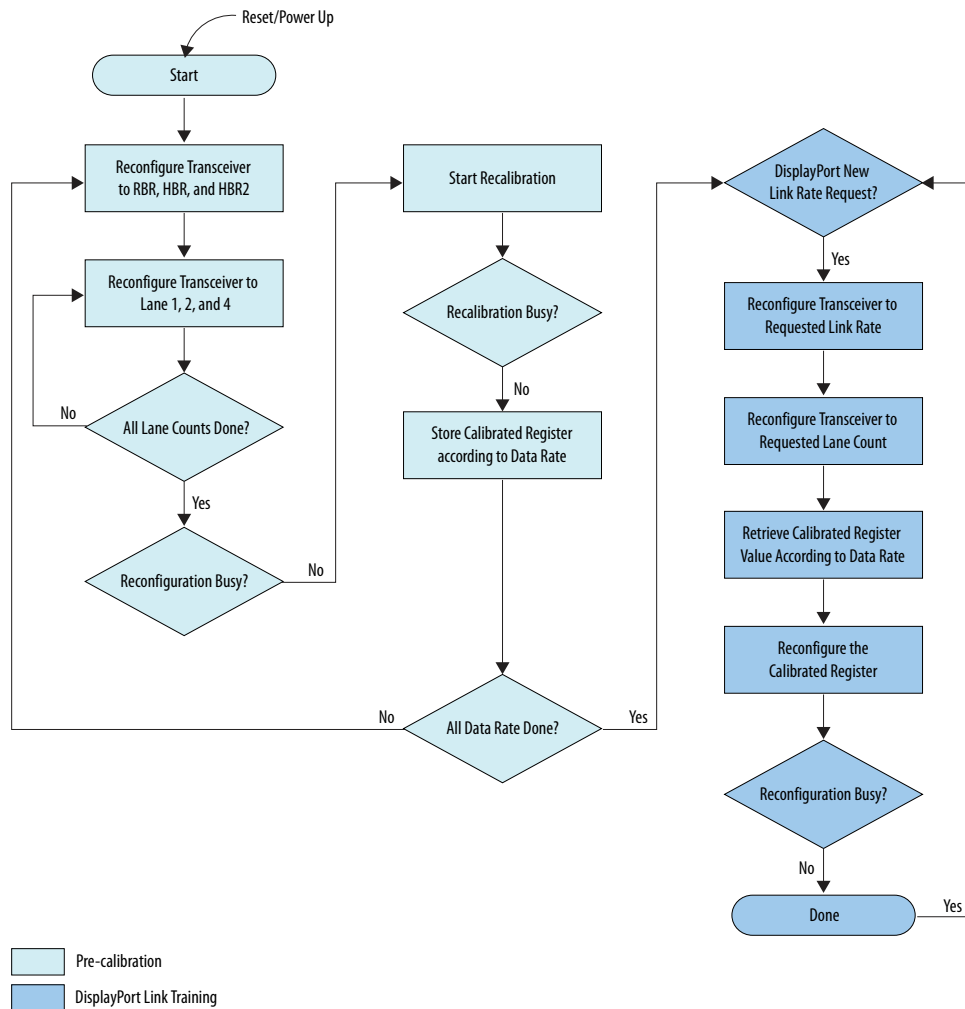 Reset/Power Up
Start
Reconfigure Transceiver
to RBR, HBR, and HBR2
Reconfigure Transceiver to
Lane 1, 2, and 4
No
All Lane Counts Done?
Yes
Reconfiguration Busy?
No
Start Recalibration
Recalibration Busy?
No
Store Calibrated Register
according to Data Rate
No
All Data Rate Done?
Yes
DisplayPort New
Link Rate Request?
Yes
Reconfigure Transceiver to
Requested Link Rate
Reconfigure Transceiver to
Requested Lane Count
Retrieve Calibrated Register
Value According to Data Rate
Reconfigure the
Calibrated Register
Reconfiguration Busy?
No
Done
Yes
Pre-calibration
DisplayPort Link Training